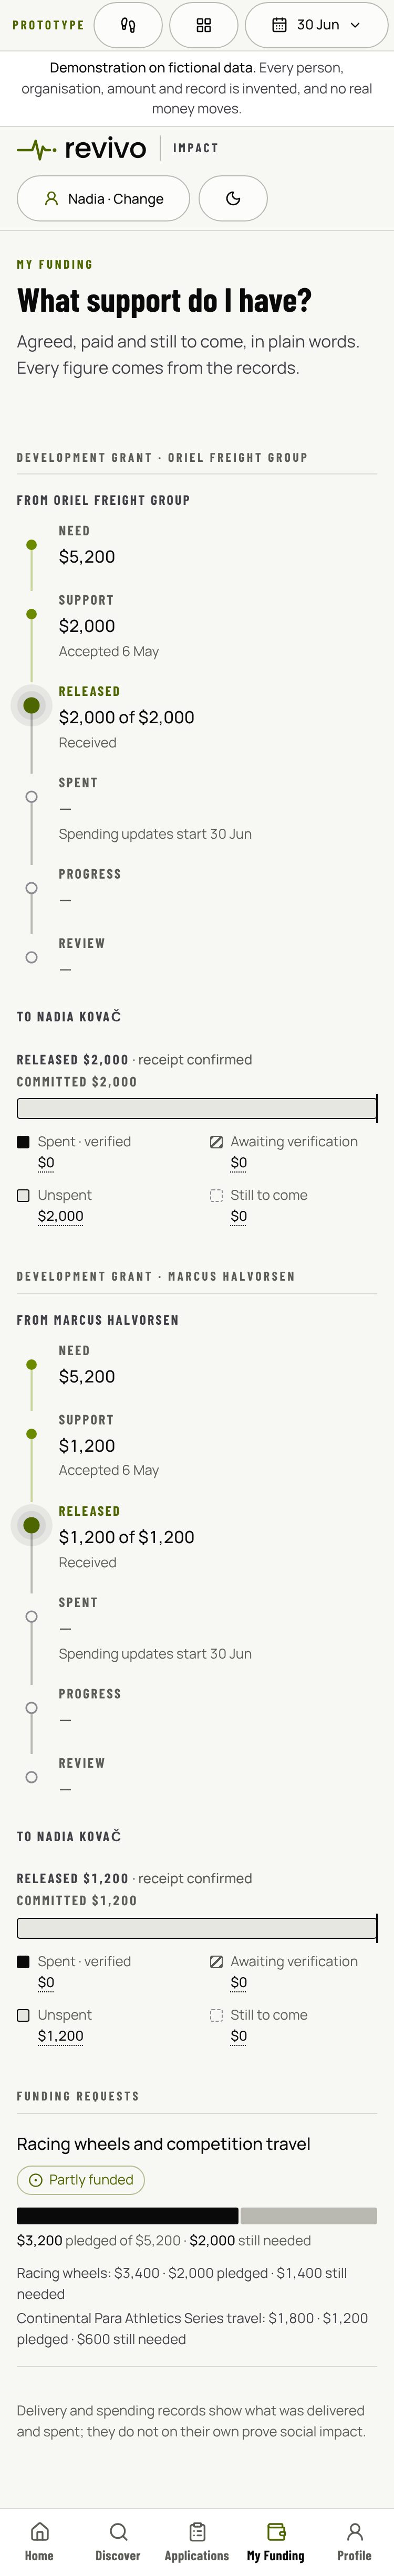 PROTOTYPE
30 Jun
Demonstration on fictional data. Every person,
organisation, amount and record is invented, and no real
money moves.
revivo
IMPACT
Nadia · Change
MY FUNDING
What support do I have?
Agreed, paid and still to come, in plain words.
Every figure comes from the records.
DEVELOPMENT GRANT · ORIEL FREIGHT GROUP
FROM ORIEL FREIGHT GROUP
NEED
$5,200
SUPPORT
$2,000
Accepted 6 May
RELEASED
$2,000 of $2,000
Received
SPENT
—
Spending updates start 30 Jun
PROGRESS
—
REVIEW
—
TO NADIA KOVAČ
RELEASED $2,000 · receipt confirmed
COMMITTED $2,000
Spent · verified
$0
Awaiting verification
$0
Unspent
$2,000
Still to come
$0
DEVELOPMENT GRANT · MARCUS HALVORSEN
FROM MARCUS HALVORSEN
NEED
$5,200
SUPPORT
$1,200
Accepted 6 May
RELEASED
$1,200 of $1,200
Received
SPENT
—
Spending updates start 30 Jun
PROGRESS
—
REVIEW
—
TO NADIA KOVAČ
RELEASED $1,200 · receipt confirmed
COMMITTED $1,200
Spent · verified
$0
Awaiting verification
$0
Unspent
$1,200
Still to come
$0
FUNDING REQUESTS
Racing wheels and competition travel
Partly funded
$3,200 pledged of $5,200 · $2,000 still needed
Racing wheels: $3,400 · $2,000 pledged · $1,400 still
needed
Continental Para Athletics Series travel: $1,800 · $1,200
pledged · $600 still needed
Delivery and spending records show what was delivered
and spent; they do not on their own prove social impact.
Home
Discover
Applications
My Funding
Profile